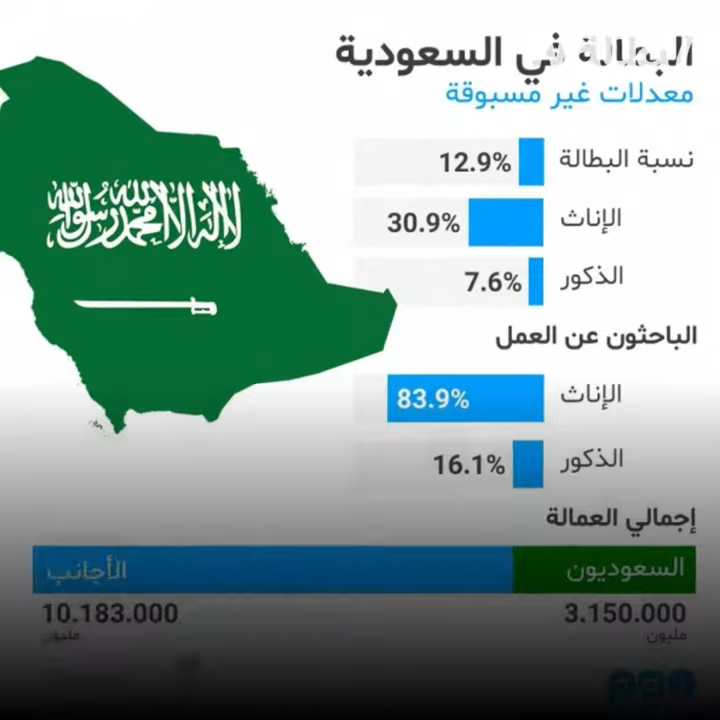 البطالة في السعودية
معدلات غير مسبوقة
نسبة البطالة 12.9%
الإناث 30.9%
الذكور 7.6%
الباحثون عن العمل
الإناث 83.9%
الذكور 16.1%
إجمالي العمالة
السعوديون الأجانب
3.150.000 10.183.000
مليون مليون
لا إله إلا الله محمد رسول الله